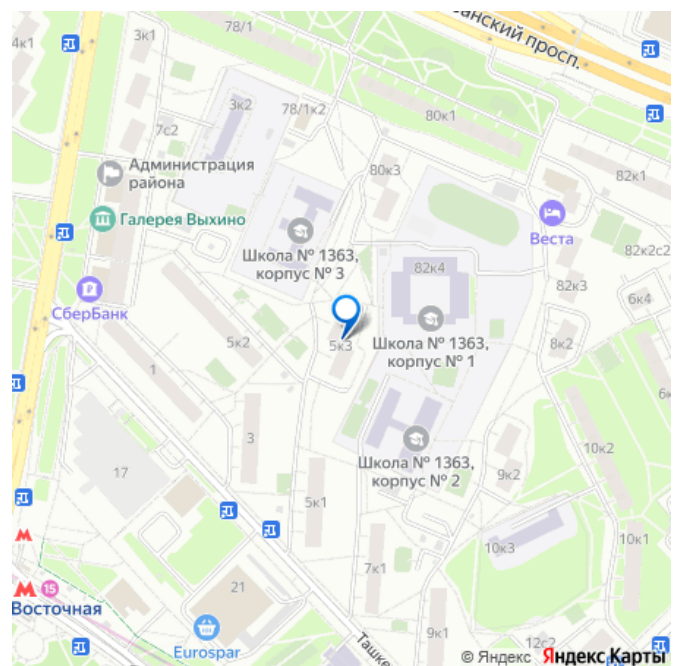 4к1
78/1
3к1
занский просп.
3к2
78/1к2
80к1
7с2
Администрация
района
80к3
82к1
Галерея Выхино
Веста
Школа № 1363,
корпус № 3
82к4
82к2с2
82к3
6к4
СберБанк
5к2
5к3
Школа № 1363,
корпус № 1
8к2
1
6к
3
10к2
Школа № 1363,
корпус № 2
17
9к2
5к1
10к1
10к3
7к1
15
21
Восточная
Eurospar
9к1
Ташке
12с2
© Яндекс Яндекс Карты